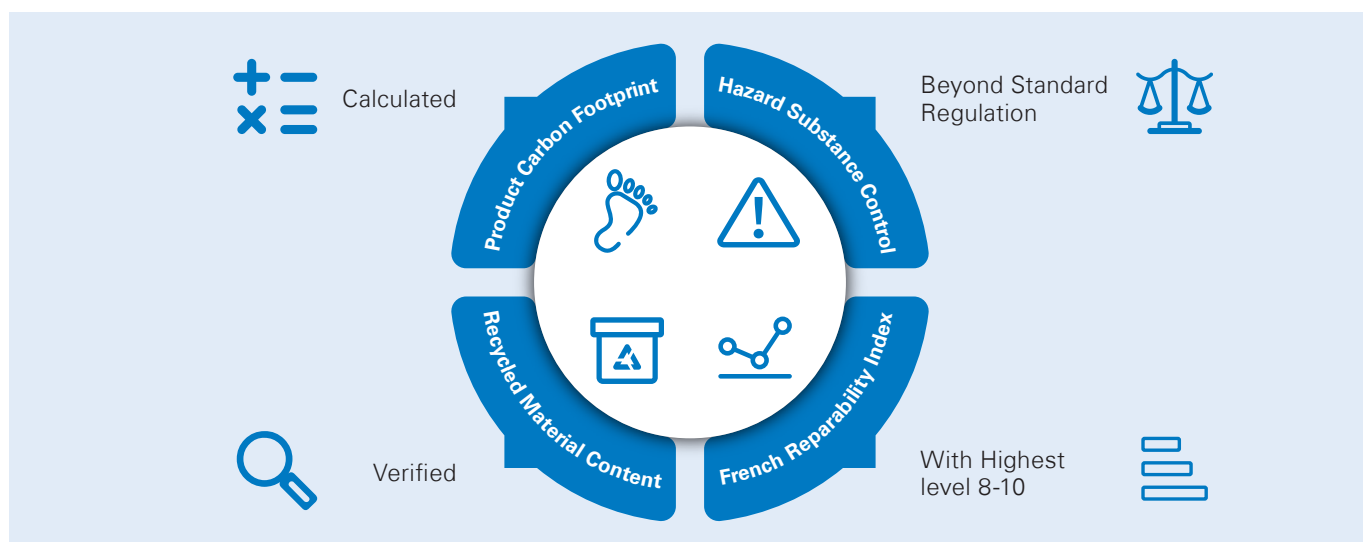 Calculated
Product Carbon Footprint
Hazard Substance Control
Beyond Standard
Regulation
Verified
Recycled Material Content
French Reparability Index
With Highest
level 8-10